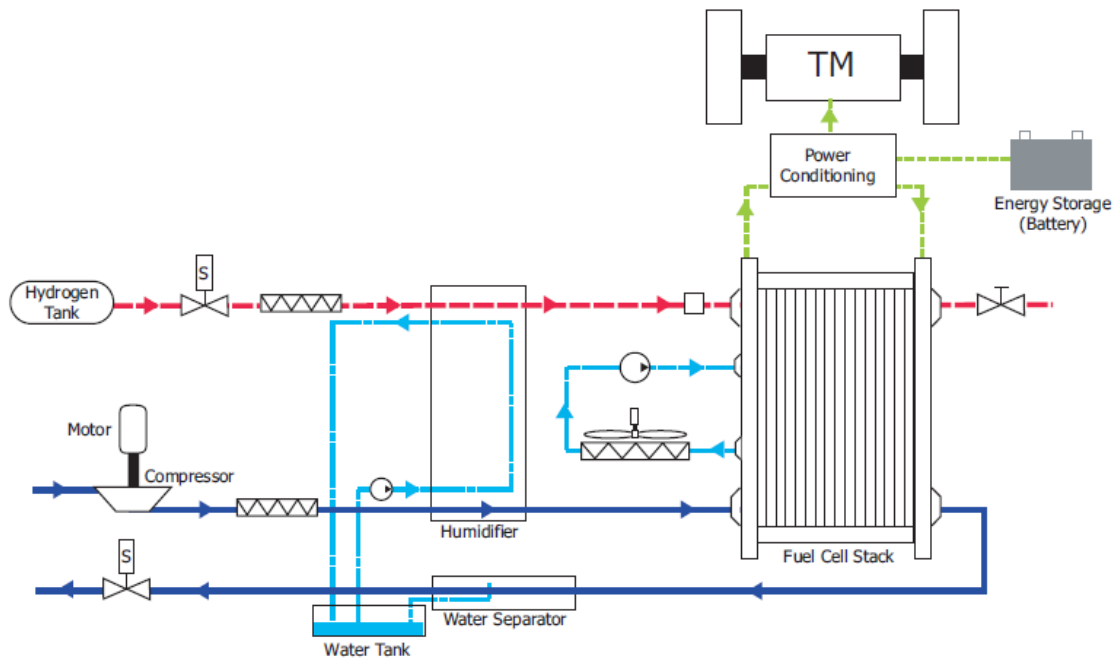 TM
Power
Conditioning
Energy Storage
(Battery)
S
Hydrogen
Tank
Motor
Compressor
Humidifier
Fuel Cell Stack
S
Water Separator
Water Tank